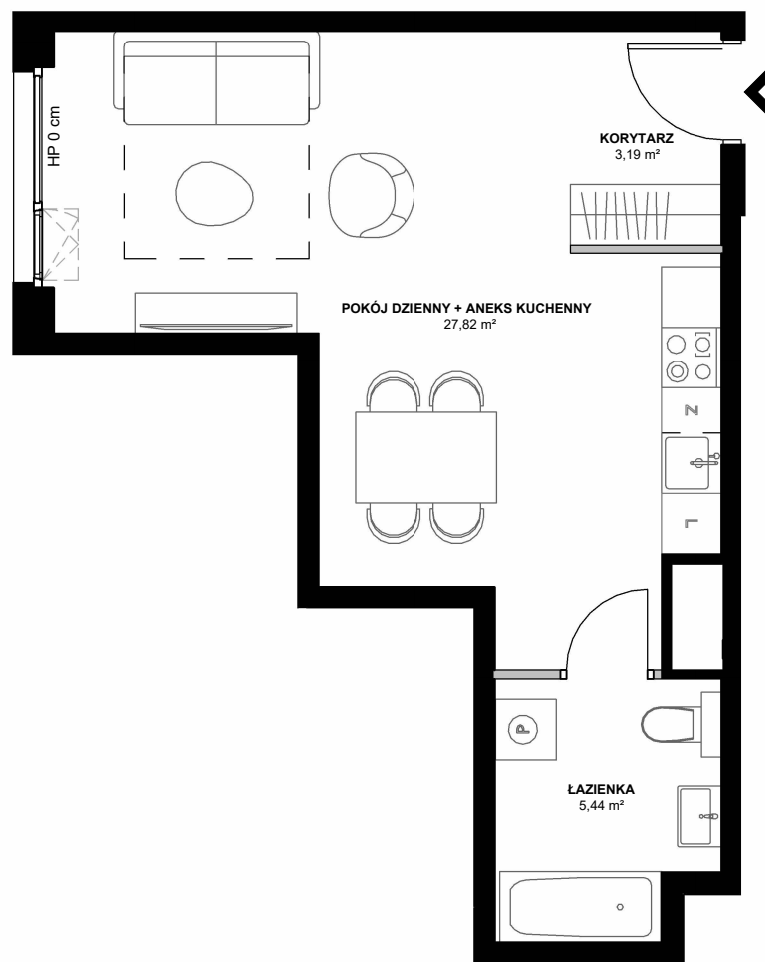 HP 0 cm
KORYTARZ
3,19 m²
POKÓJ DZIENNY + ANEKS KUCHENNY
27,82 m²
Z
L
P
ŁAZIENKA
5,44 m²